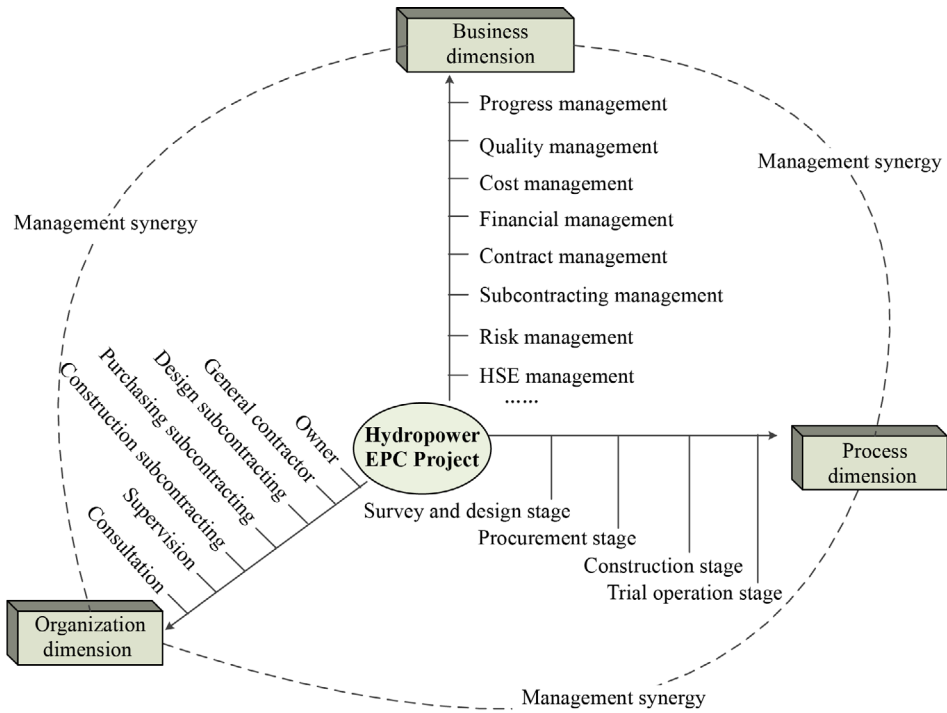 Business
dimension
Progress management
Quality management
Management synergy
Cost management
Management synergy
Financial management
Contract management
Subcontracting management
Risk management
HSE management
......
Hydropower
EPC Project
Owner
General contractor
Design subcontracting
Purchasing subcontracting
Construction subcontracting
Supervision
Consultation
Process
dimension
Survey and design stage
Procurement stage
Construction stage
Trial operation stage
Organization
dimension
Management synergy